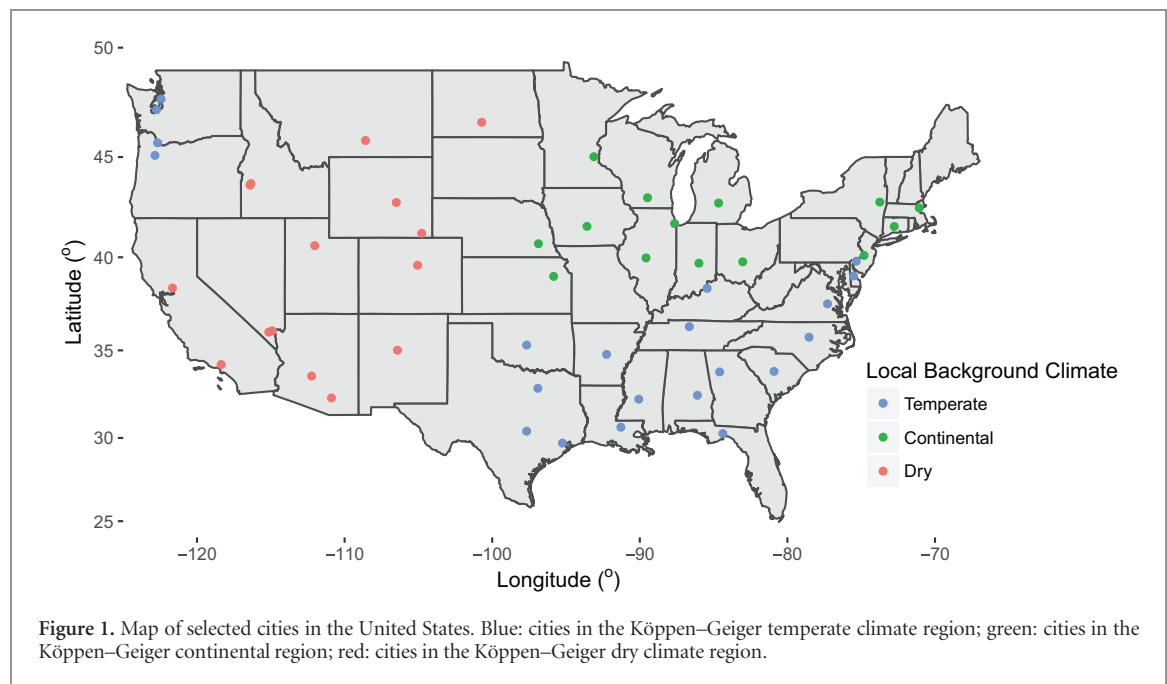 50
45
40
35
30
25
Latitude (o)
−120
−110
−100
−90
−80
−70
Longitude (o)
Local Background Climate
Temperate
Continental
Dry
Figure 1. Map of selected cities in the United States. Blue: cities in the Köppen–Geiger temperate climate region; green: cities in the
Köppen–Geiger continental region; red: cities in the Köppen–Geiger dry climate region.